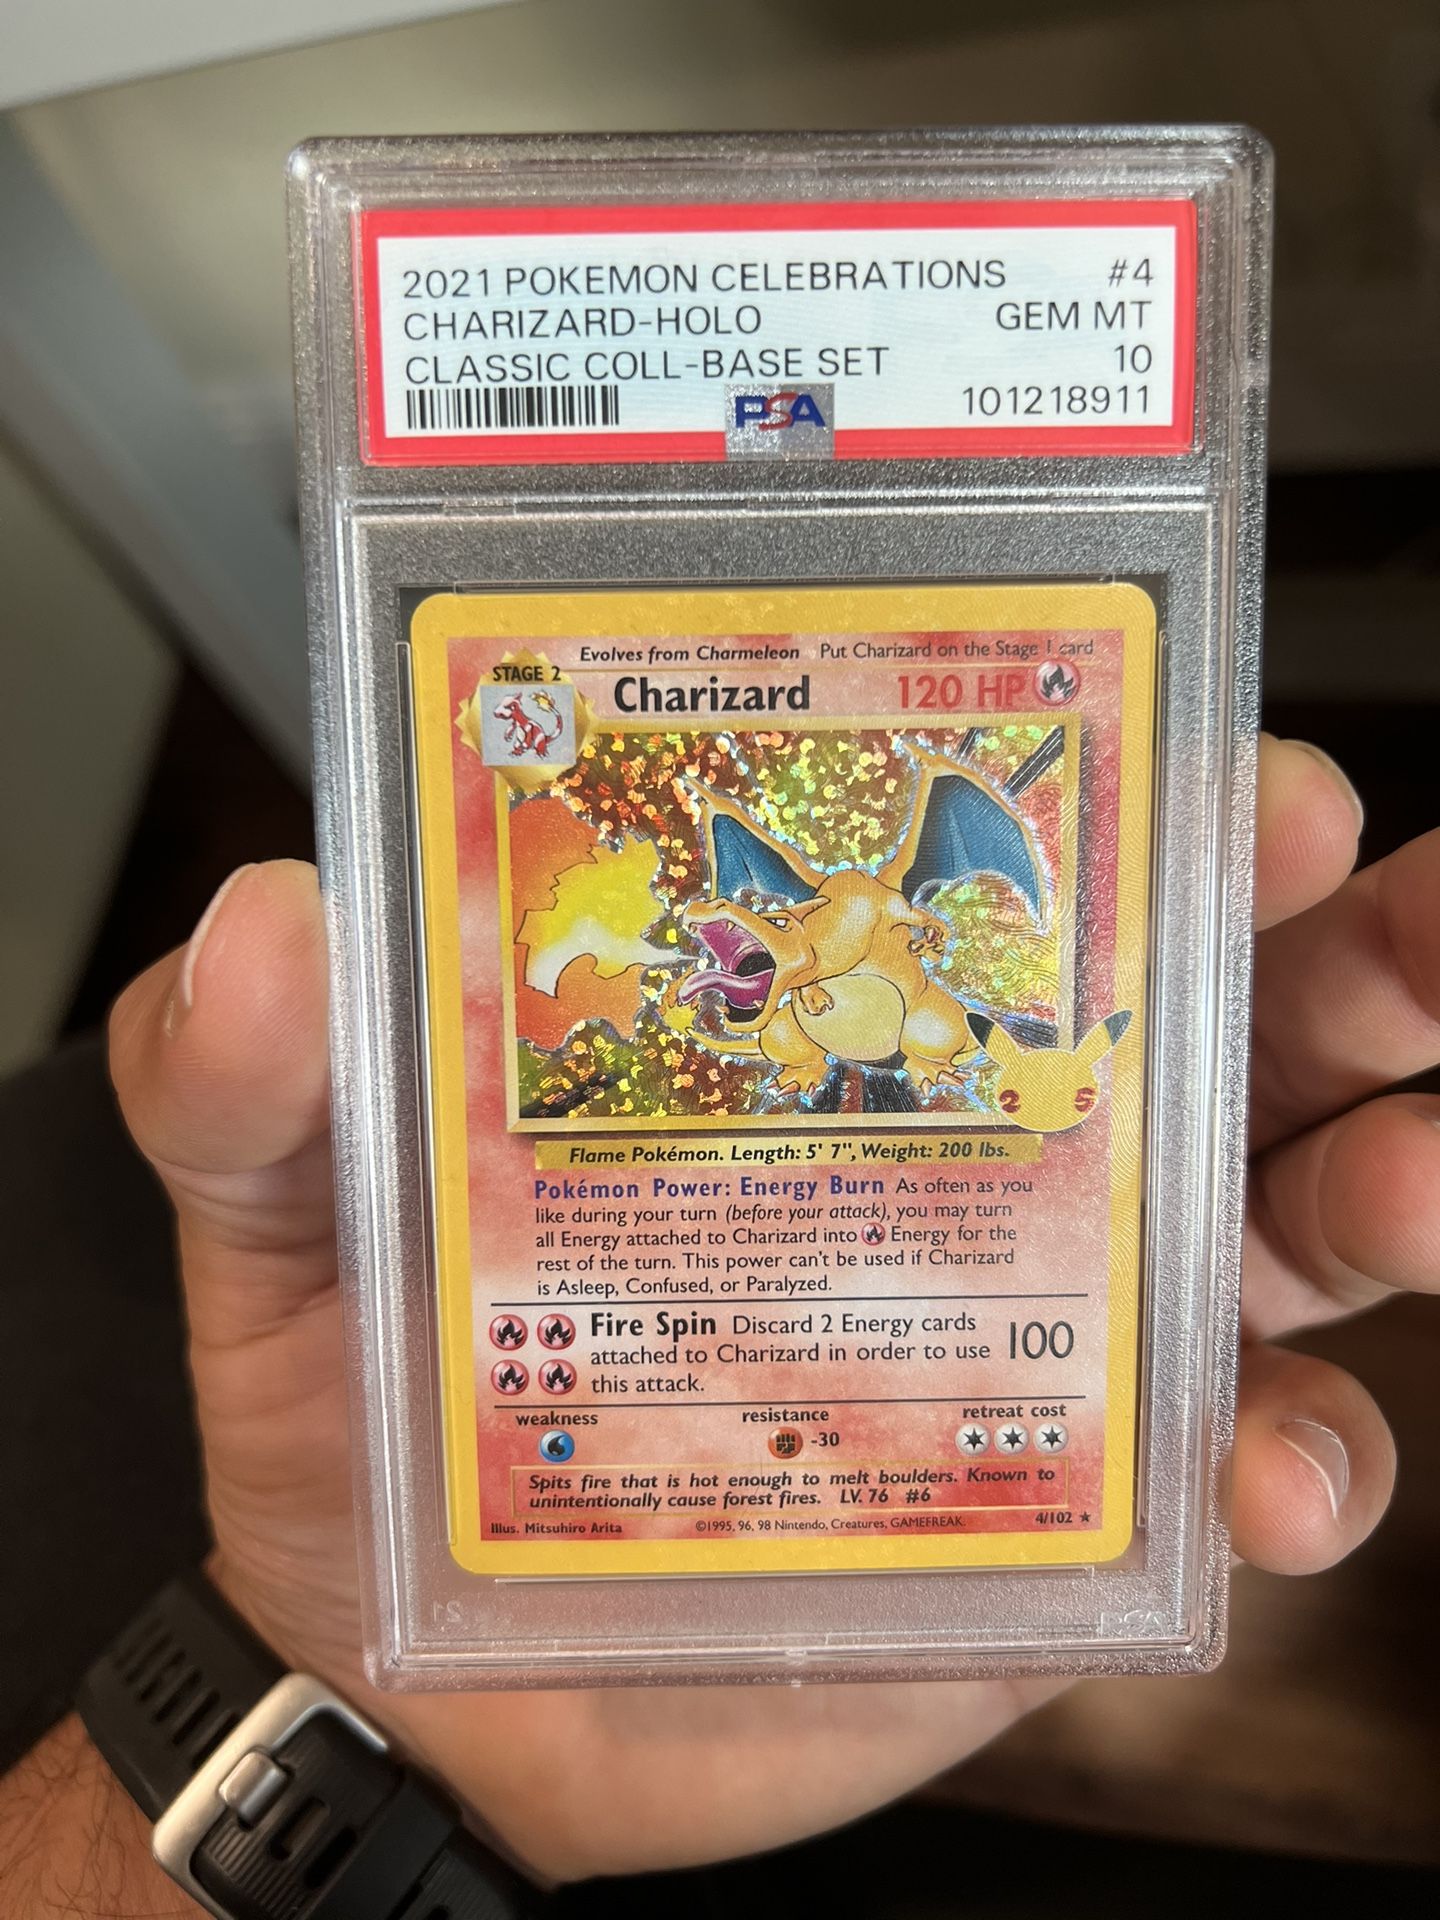 2021 POKEMON CELEBRATIONS #4
CHARIZARD-HOLO GEM MT
CLASSIC COLL-BASE SET 10
PSA 101218911
Evolves from Charmeleon Put Charizard on the Stage 1 card
STAGE 2
Charizard 120 HP
2 5
Flame Pokémon. Length: 5' 7", Weight: 200 lbs.
Pokémon Power: Energy Burn As often as you
like during your turn (before your attack), you may turn
all Energy attached to Charizard into Energy for the
rest of the turn. This power can't be used if Charizard
is Asleep, Confused, or Paralyzed.
Fire Spin Discard 2 Energy cards
attached to Charizard in order to use 100
this attack.
weakness resistance retreat cost
-30
Spits fire that is hot enough to melt boulders. Known to
unintentionally cause forest fires. LV. 76 #6
Illus. Mitsuhiro Arita ©1995, 96, 98 Nintendo, Creatures, GAMEFREAK. 4/102 ★